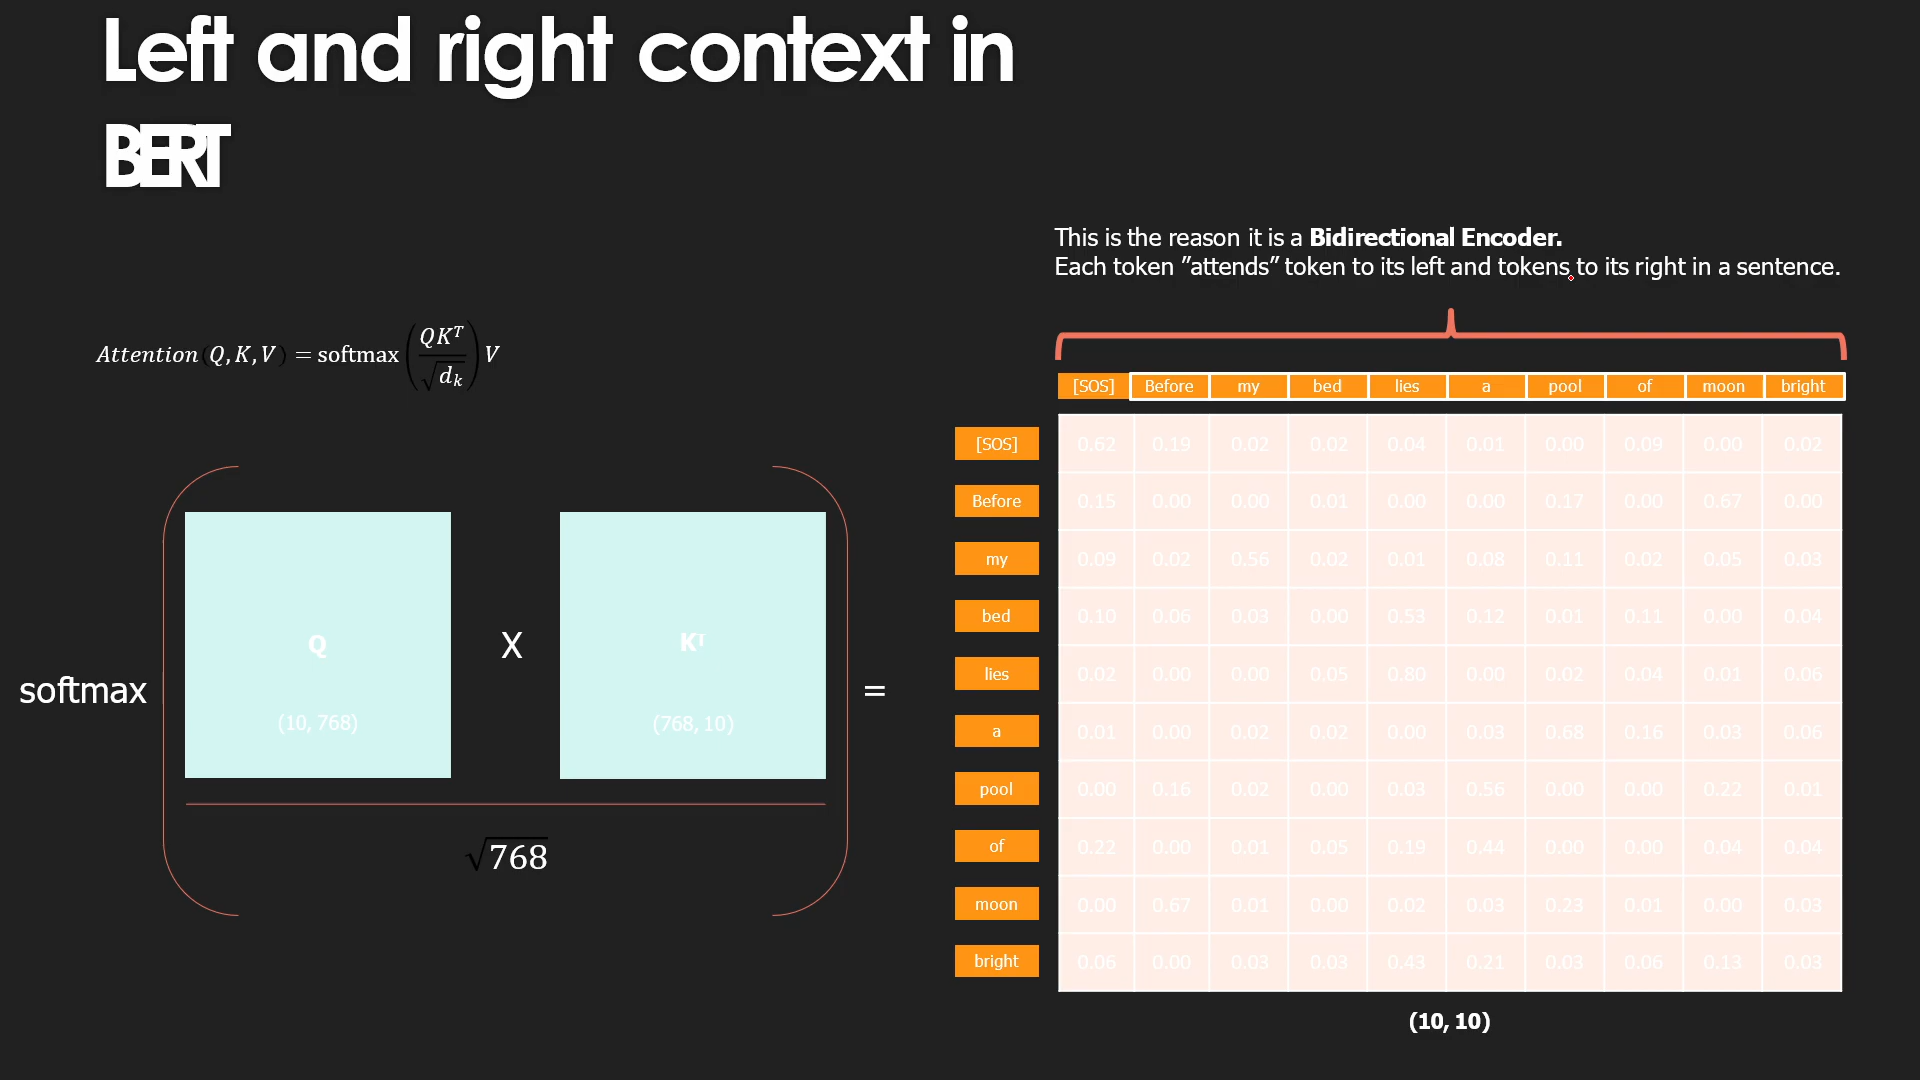 Left and right context in
BERT
This is the reason it is a Bidirectional Encoder.
Each token ”attends” token to its left and tokens to its right in a sentence.
Attention(Q, K, V) = softmax(QKᵀ / √dₖ) V
[SOS] Before my bed lies a pool of moon bright
[SOS] 0.62 0.19 0.02 0.02 0.04 0.01 0.00 0.09 0.00 0.02
Before 0.15 0.00 0.00 0.01 0.00 0.00 0.17 0.00 0.67 0.00
my 0.09 0.02 0.56 0.02 0.01 0.08 0.11 0.02 0.05 0.03
bed 0.10 0.06 0.03 0.00 0.53 0.12 0.01 0.11 0.00 0.04
lies 0.02 0.00 0.00 0.05 0.80 0.00 0.02 0.04 0.01 0.06
a 0.01 0.00 0.02 0.02 0.00 0.03 0.68 0.16 0.03 0.06
pool 0.00 0.16 0.02 0.00 0.03 0.56 0.00 0.00 0.22 0.01
of 0.22 0.00 0.01 0.05 0.19 0.44 0.00 0.00 0.04 0.04
moon 0.00 0.67 0.01 0.00 0.02 0.03 0.23 0.01 0.00 0.03
bright 0.06 0.00 0.03 0.03 0.43 0.21 0.03 0.06 0.13 0.03
(10, 10)
softmax
Q
(10, 768)
X
Kᵀ
(768, 10)
=
√768